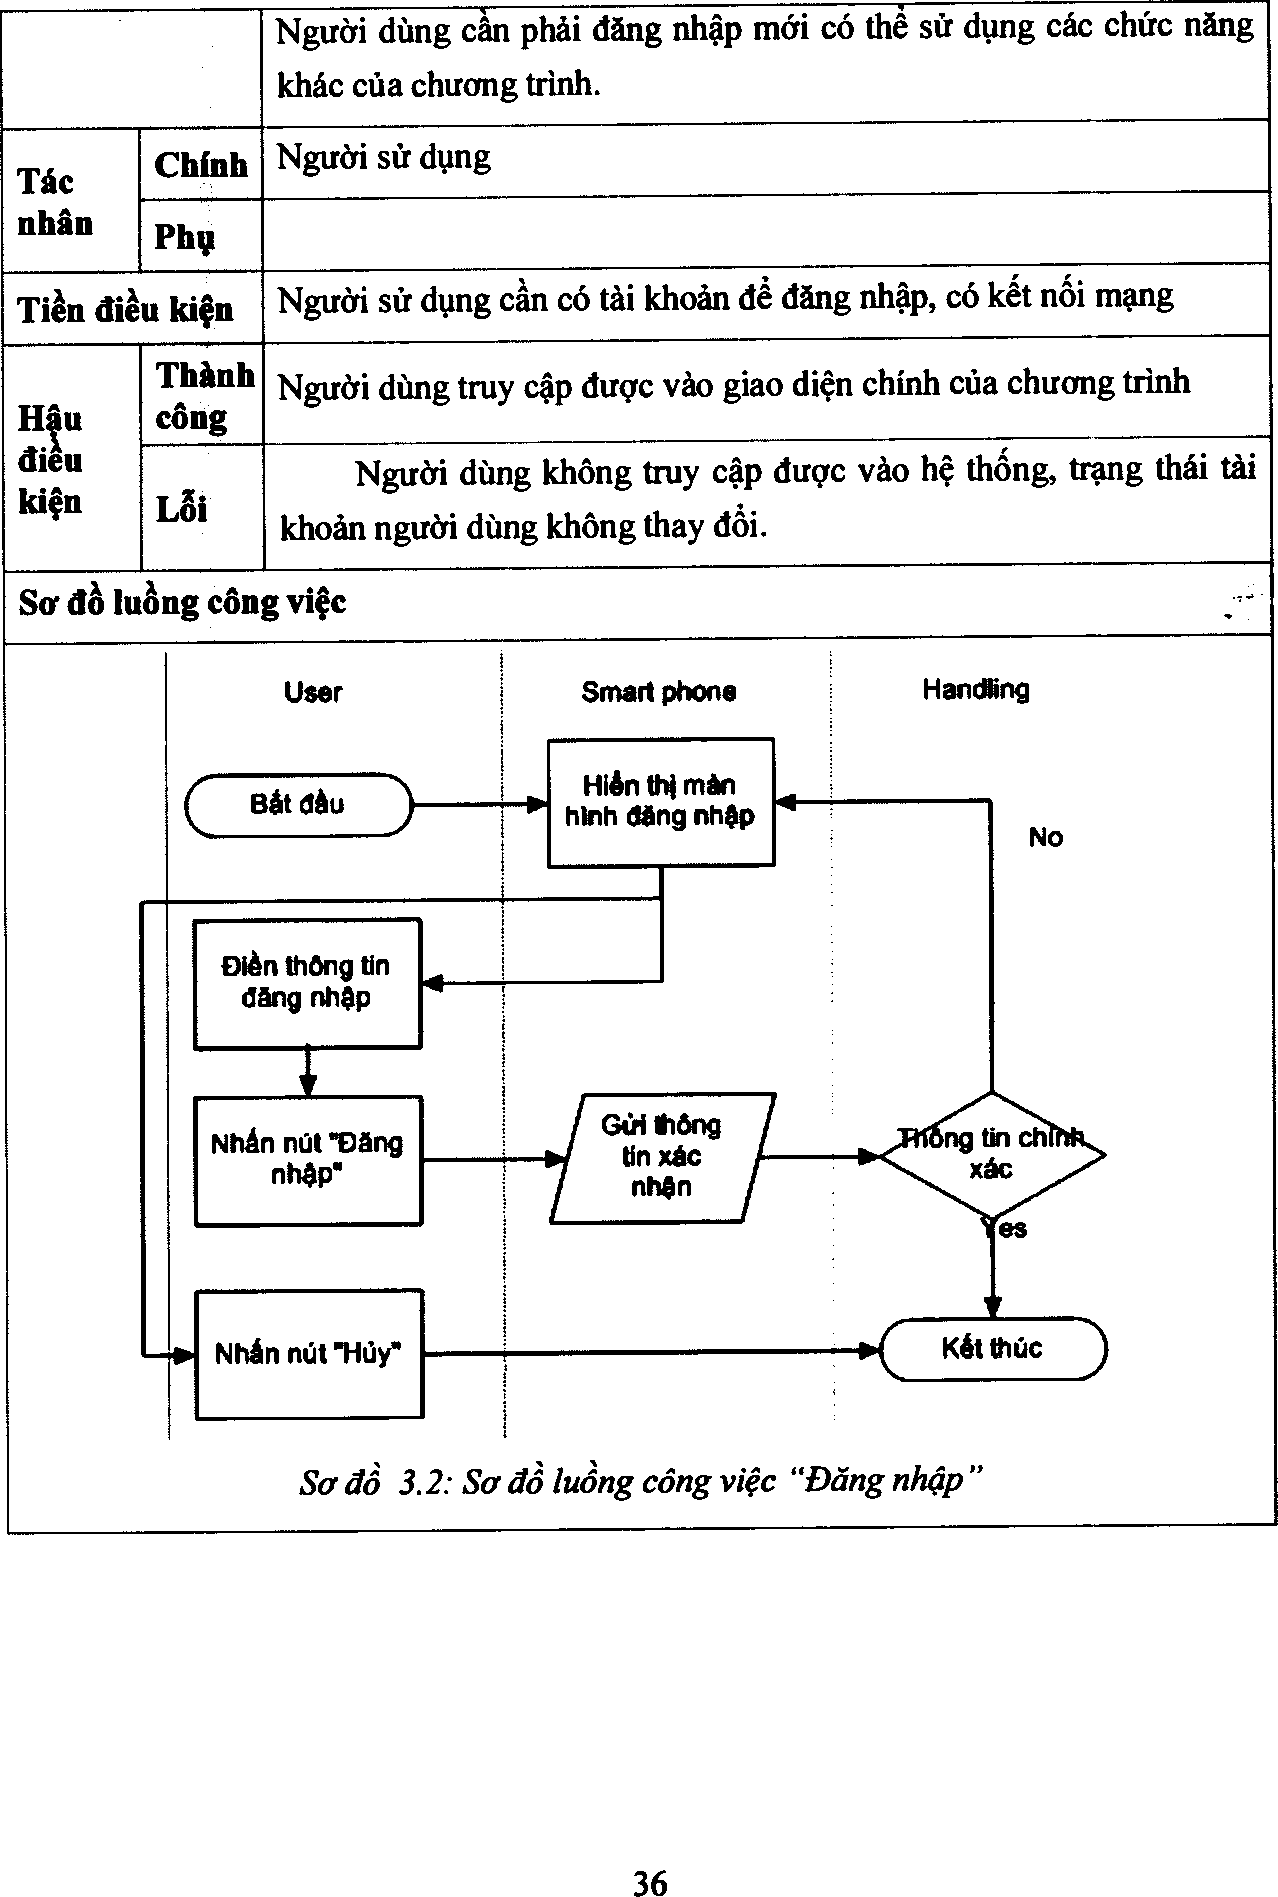 Người dùng cần phải đăng nhập mới có thể sử dụng các chức năng
khác của chương trình.
Tác
nhân
Chính
Người sử dụng
Phụ
Tiền điều kiện
Người sử dụng cần có tài khoản để đăng nhập, có kết nối mạng
Hậu
điều
kiện
Thành
công
Người dùng truy cập được vào giao diện chính của chương trình
Lỗi
Người dùng không truy cập được vào hệ thống, trạng thái tài
khoản người dùng không thay đổi.
Sơ đồ luồng công việc
User
Smart phone
Handling
Bắt đầu
Hiển thị màn
hình đăng nhập
No
Điền thông tin
đăng nhập
Nhấn nút "Đăng
nhập"
Gửi thông
tin xác
nhận
Thông tin chính
xác
Yes
Nhấn nút "Hủy"
Kết thúc
Sơ đồ 3.2: Sơ đồ luồng công việc “Đăng nhập”
36